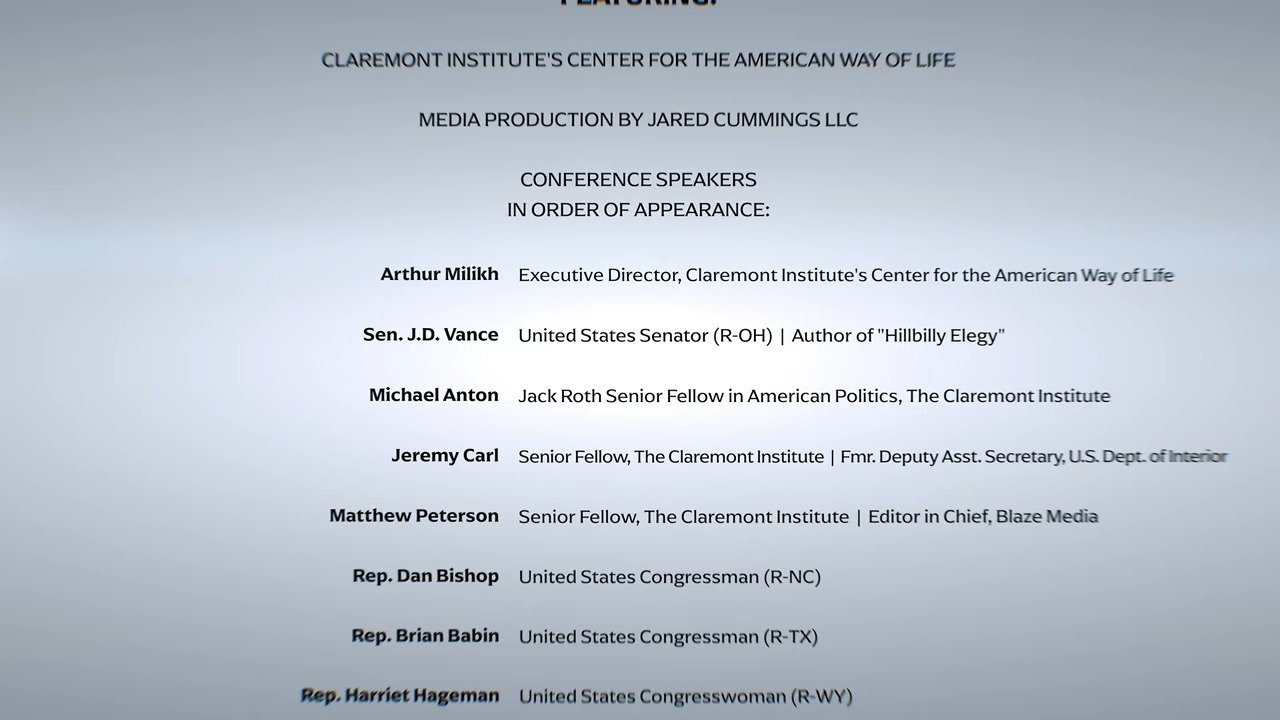 FEATURING:
CLAREMONT INSTITUTE'S CENTER FOR THE AMERICAN WAY OF LIFE
MEDIA PRODUCTION BY JARED CUMMINGS LLC
CONFERENCE SPEAKERS
IN ORDER OF APPEARANCE:
Arthur Milikh Executive Director, Claremont Institute's Center for the American Way of Life
Sen. J.D. Vance United States Senator (R-OH) | Author of "Hillbilly Elegy"
Michael Anton Jack Roth Senior Fellow in American Politics, The Claremont Institute
Jeremy Carl Senior Fellow, The Claremont Institute | Fmr. Deputy Asst. Secretary, U.S. Dept. of Interior
Matthew Peterson Senior Fellow, The Claremont Institute | Editor in Chief, Blaze Media
Rep. Dan Bishop United States Congressman (R-NC)
Rep. Brian Babin United States Congressman (R-TX)
Rep. Harriet Hageman United States Congresswoman (R-WY)